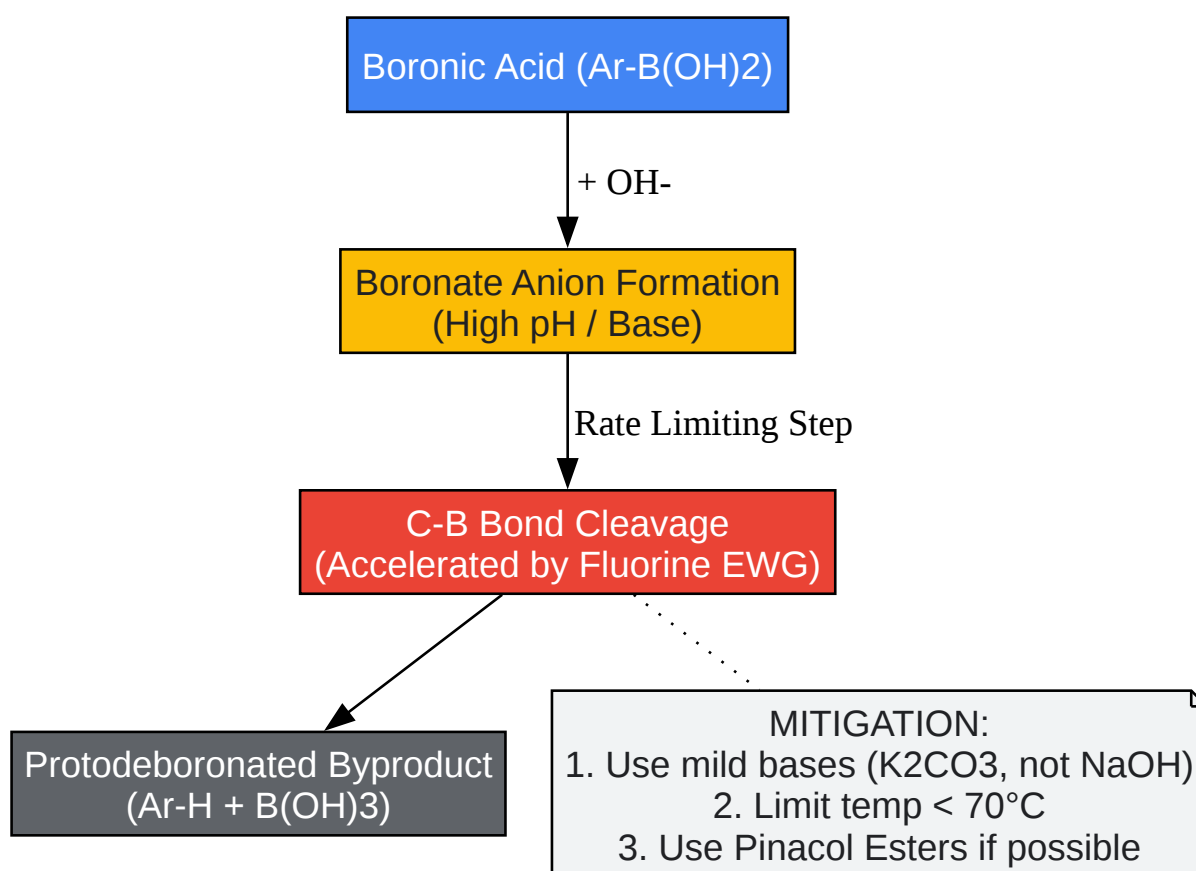 Boronic Acid (Ar-B(OH)2)
+ OH-
Boronate Anion Formation
(High pH / Base)
Rate Limiting Step
C-B Bond Cleavage
(Accelerated by Fluorine EWG)
Protodeboronated Byproduct
(Ar-H + B(OH)3)
MITIGATION:
1. Use mild bases (K2CO3, not NaOH)
2. Limit temp < 70°C
3. Use Pinacol Esters if possible